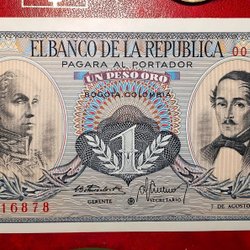 EL BANCO DE LA REPUBLICA
00
PAGARA AL PORTADOR
UN PESO ORO
BOGOTA, COLOMBIA
1
16878
GERENTE
SECRETARIO
7 DE AGOSTO